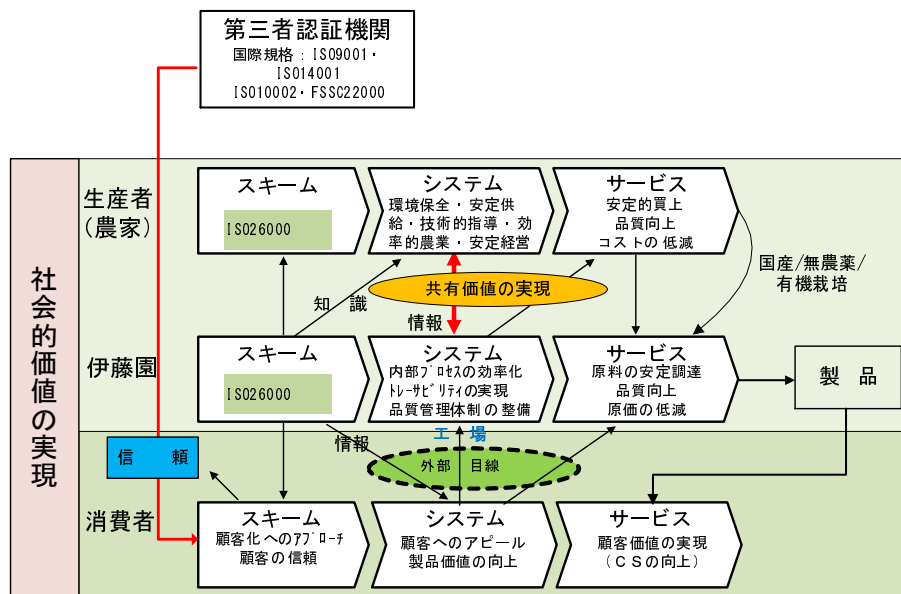 第三者認証機関
国際規格：ISO9001・
ISO14001
ISO10002・FSSC22000
社会的価値の実現
生産者
(農家)
スキーム
ISO26000
システム
環境保全・安定供
給・技術的指導・効
率的農業・安定経営
サービス
安定的質上
品質向上
コストの低減
国産/無農薬/
有機栽培
共有価値の実現
知　識
情報
伊藤園
スキーム
ISO26000
システム
内部プロセスの効率化
トレーサビリティの実現
品質管理体制の整備
サービス
原料の安定調達
品質向上
原価の低減
製　品
工　場
情報
信　頼
外部　目線
消費者
スキーム
顧客化へのアプローチ
顧客の信頼
システム
顧客へのアピール
製品価値の向上
サービス
顧客価値の実現
(ＣＳの向上)